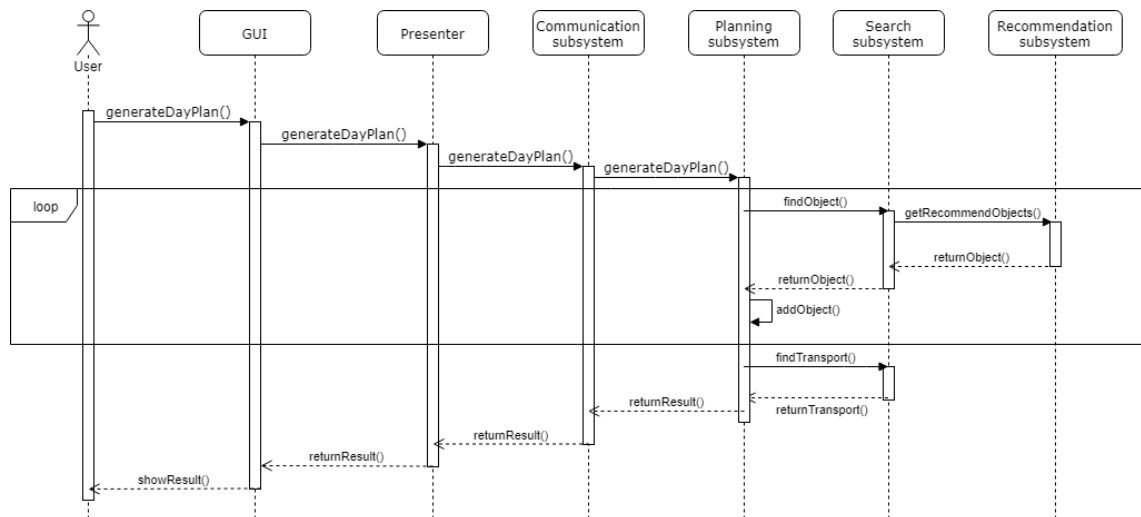 User
GUI
Presenter
Communication
subsystem
Planning
subsystem
Search
subsystem
Recommendation
subsystem
generateDayPlan()
generateDayPlan()
generateDayPlan()
generateDayPlan()
loop
findObject()
getRecommendObjects()
returnObject()
returnObject()
addObject()
findTransport()
returnTransport()
returnResult()
returnResult()
returnResult()
showResult()